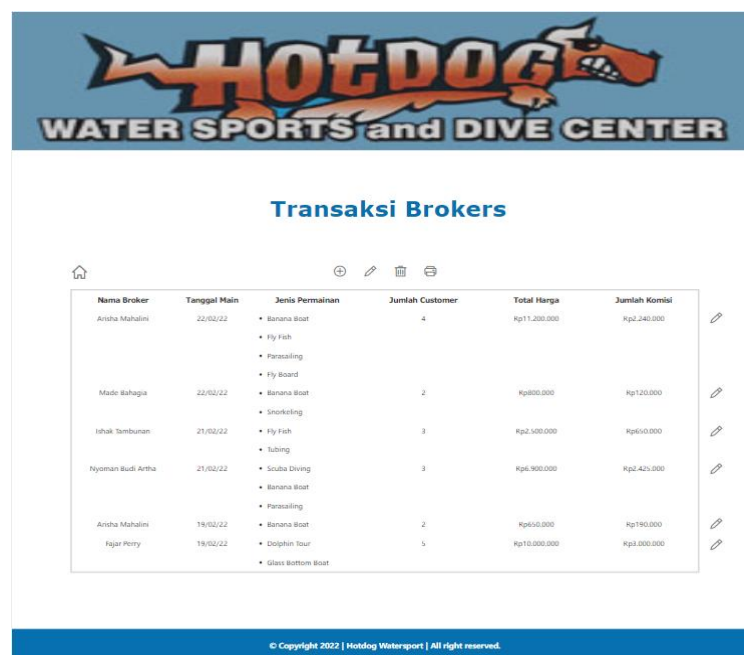 HOTDOG
WATER SPORTS and DIVE CENTER
Transaksi Brokers
Nama Broker Tanggal Main Jenis Permainan Jumlah Customer Total Harga Jumlah Komisi
Arisha Mahalini 22/02/22 • Banana Boat 4 Rp11.200.000 Rp2.240.000
• Fly Fish
• Parasailing
• Fly Board
Made Bahagia 22/02/22 • Banana Boat 2 Rp800.000 Rp120.000
• Snorkeling
Ishak Tambunan 21/02/22 • Fly Fish 3 Rp2.500.000 Rp650.000
• Tubing
Nyoman Budi Artha 21/02/22 • Scuba Diving 3 Rp6.900.000 Rp2.425.000
• Banana Boat
• Parasailing
Arisha Mahalini 19/02/22 • Banana Boat 2 Rp650.000 Rp190.000
Fajar Perry 19/02/22 • Dolphin Tour 5 Rp10.000.000 Rp3.000.000
• Glass Bottom Boat
© Copyright 2022 | Hotdog Watersport | All right reserved.